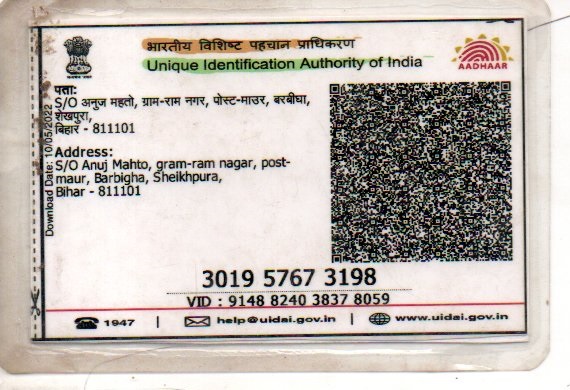 भारतीय विशिष्ट पहचान प्राधिकरण
Unique Identification Authority of India
AADHAAR
पता:
S/O अनुज महतो, ग्राम-राम नगर, पोस्ट-माउर, बरबीघा,
शेखपुरा,
बिहार - 811101
Address:
S/O Anuj Mahto, gram-ram nagar, post-
maur, Barbigha, Sheikhpura,
Bihar - 811101
Download Date: 10/05/2022
3019 5767 3198
VID : 9148 8240 3837 8059
1947 | help@uidai.gov.in | www.uidai.gov.in